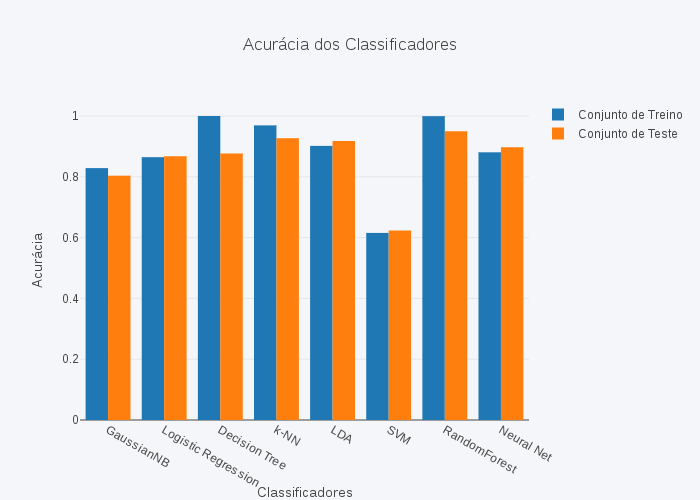 Acurácia dos Classificadores
Conjunto de Treino
Conjunto de Teste
1
0.8
0.6
0.4
0.2
0
Acurácia
GaussianNB
Logistic Regression
Decision Tree
k-NN
LDA
SVM
RandomForest
Neural Net
Classificadores